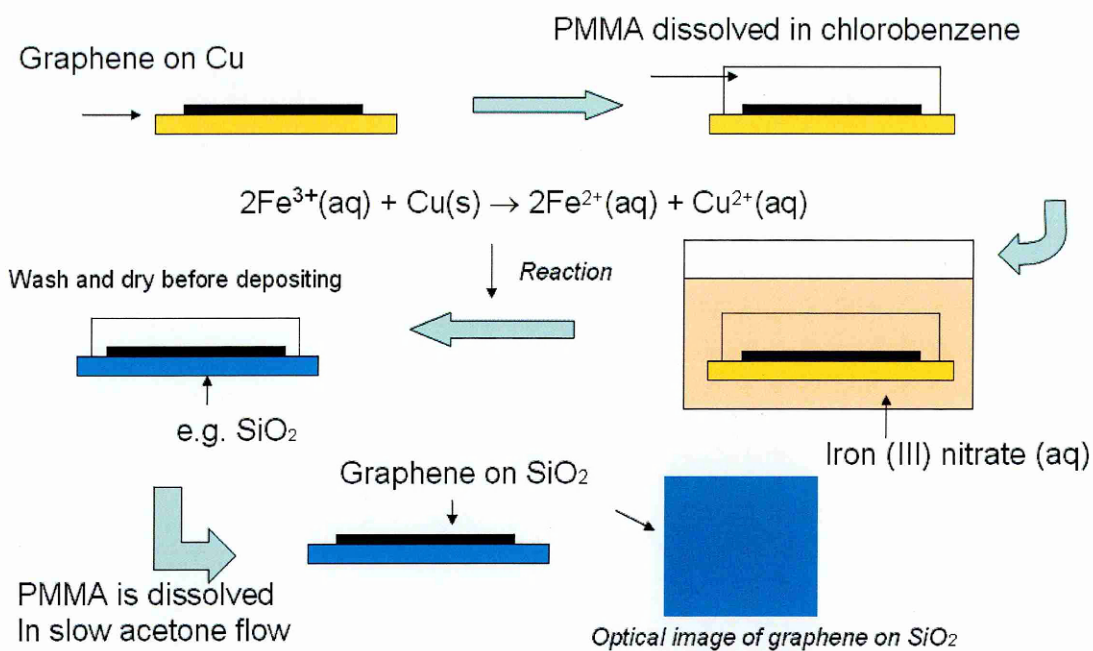 PMMA dissolved in chlorobenzene
Graphene on Cu
2Fe³⁺(aq) + Cu(s) → 2Fe²⁺(aq) + Cu²⁺(aq)
Reaction
Wash and dry before depositing
e.g. SiO₂
Iron (III) nitrate (aq)
Graphene on SiO₂
PMMA is dissolved
In slow acetone flow
Optical image of graphene on SiO₂